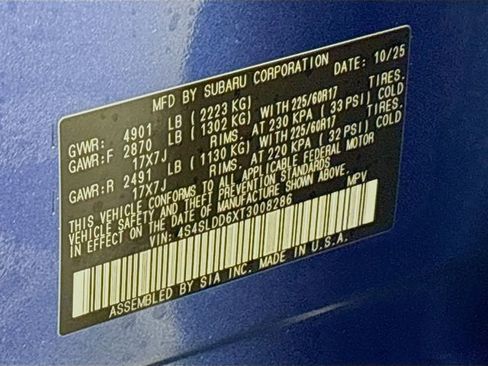 MFD BY SUBARU CORPORATION DATE: 10/25
GVWR: 4901 LB ( 2223 KG)
GAWR:F 2870 LB ( 1302 KG) WITH 225/60R17 TIRES.
17X7J RIMS. AT 230 KPA ( 33 PSI) COLD
GAWR:R 2491 LB ( 1130 KG) WITH 225/60R17 TIRES.
17X7J RIMS. AT 220 KPA ( 32 PSI) COLD
THIS VEHICLE CONFORMS TO ALL APPLICABLE FEDERAL MOTOR
VEHICLE SAFETY AND THEFT PREVENTION STANDARDS
IN EFFECT ON THE DATE OF MANUFACTURE SHOWN ABOVE.
VIN: 4S4SLDD6XT3008286 MPV
ASSEMBLED BY SIA INC. MADE IN U.S.A.